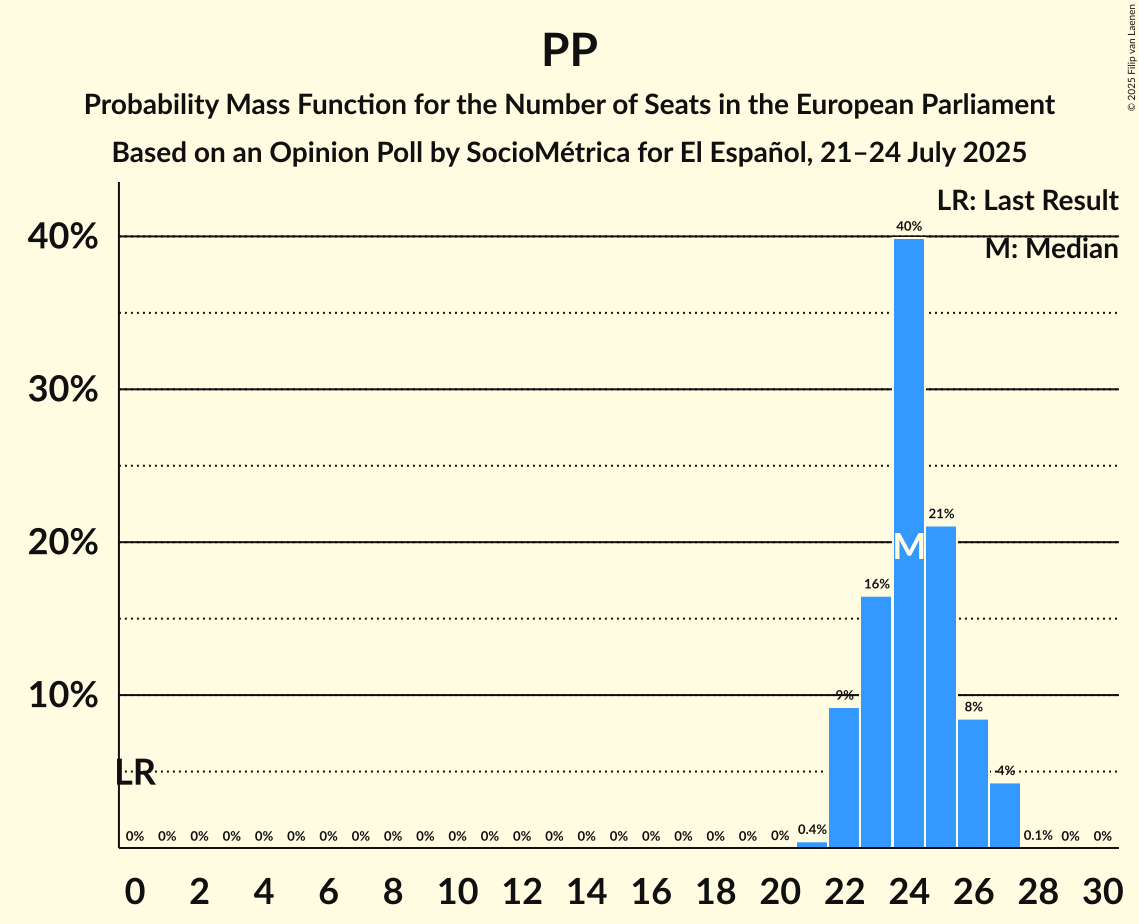 PP
Probability Mass Function for the Number of Seats in the European Parliament
Based on an Opinion Poll by SocioMétrica for El Español, 21–24 July 2025
© 2025 Filip van Laenen
LR: Last Result
M: Median
40%
30%
20%
10%
40%
21%
M
16%
9%
8%
4%
LR
0% 0% 0% 0% 0% 0% 0% 0% 0% 0% 0% 0% 0% 0% 0% 0% 0% 0% 0% 0% 0% 0.4% 0.1% 0% 0%
0 2 4 6 8 10 12 14 16 18 20 22 24 26 28 30